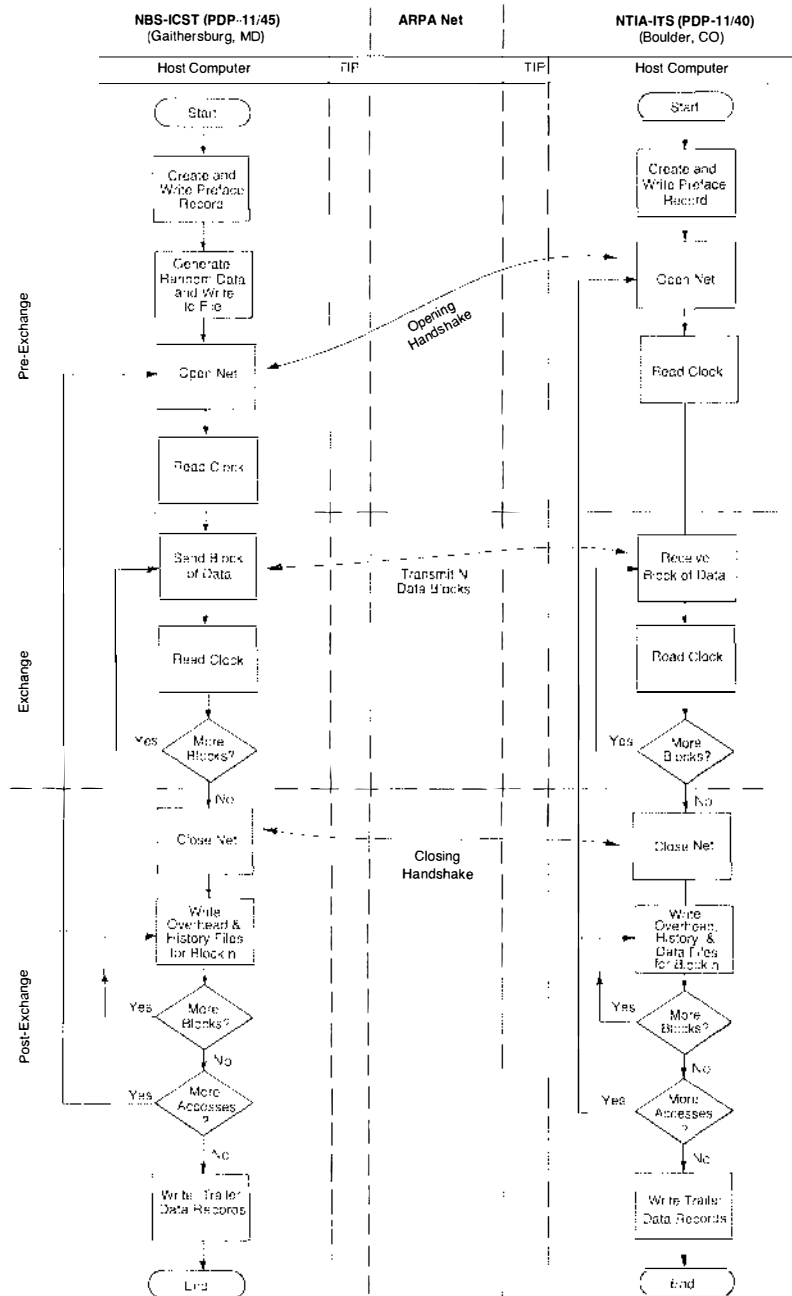 NBS-ICST (PDP-11/45)
(Gaithersburg, MD)
ARPA Net
NTIA-ITS (PDP-11/40)
(Boulder, CO)
Host Computer
TIP
TIP
Host Computer
Pre-Exchange
Start
Create and
Write Preface
Record
Generate
Random Data
and Write
to File
Open Net
Read Clock
Opening
Handshake
Start
Create and
Write Preface
Record
Open Net
Read Clock
Exchange
Send Block
of Data
Read Clock
More
Blocks?
Yes
No
Transmit N
Data Blocks
Receive
Block of Data
Read Clock
More
Blocks?
Yes
No
Post-Exchange
Close Net
Write
Overhead &
History Files
for Block n
More
Blocks?
Yes
No
More
Accesses
?
Yes
No
Write Trailer
Data Records
End
Closing
Handshake
Close Net
Write
Overhead,
History &
Data Files
for Block n
More
Blocks?
Yes
No
More
Accesses
?
Yes
No
Write Trailer
Data Records
End